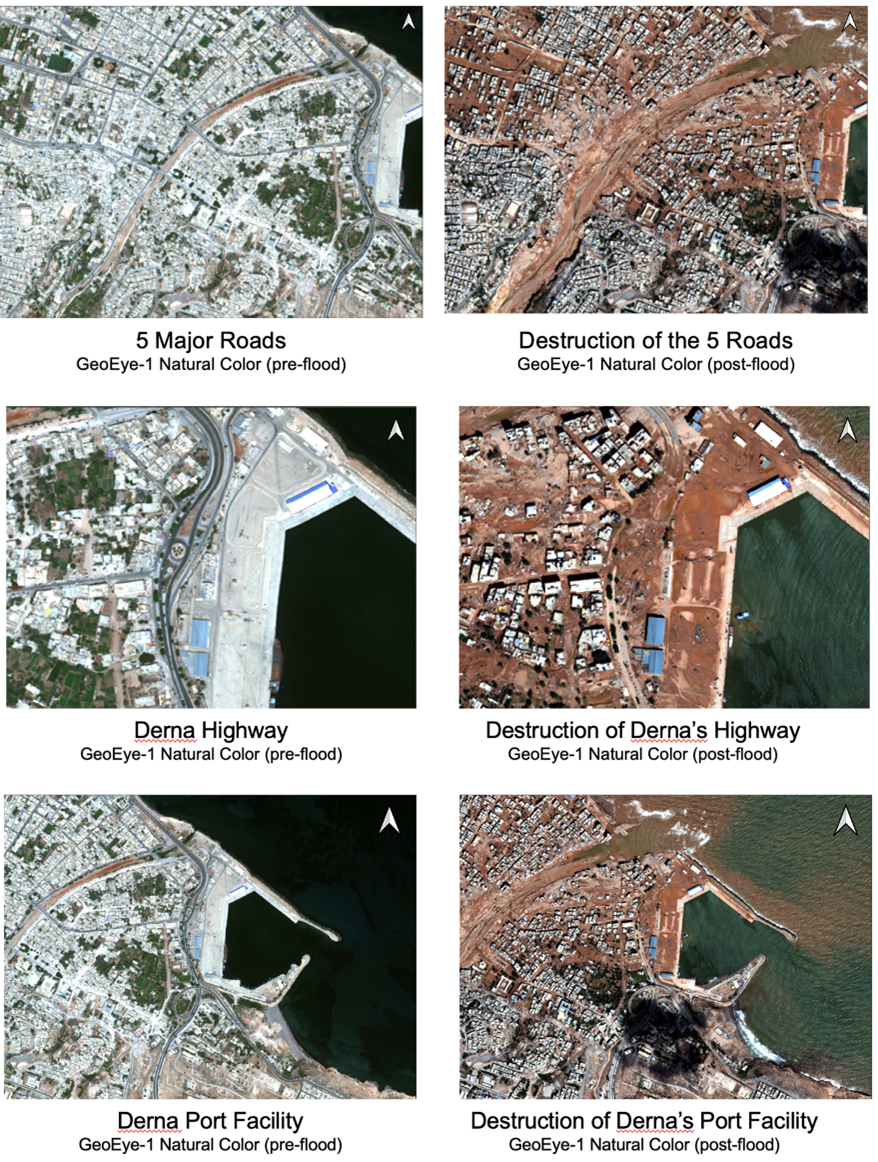 5 Major Roads
GeoEye-1 Natural Color (pre-flood)
Destruction of the 5 Roads
GeoEye-1 Natural Color (post-flood)
Derna Highway
GeoEye-1 Natural Color (pre-flood)
Destruction of Derna's Highway
GeoEye-1 Natural Color (post-flood)
Derna Port Facility
GeoEye-1 Natural Color (pre-flood)
Destruction of Derna's Port Facility
GeoEye-1 Natural Color (post-flood)